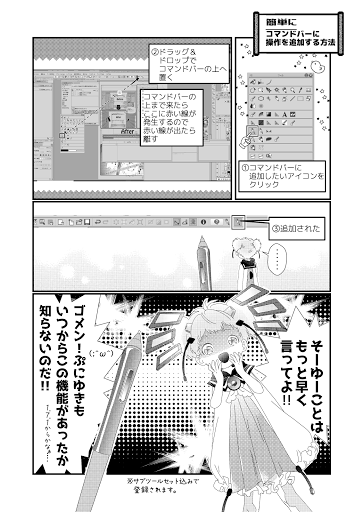 簡単に
コマンドバーに
操作を追加する方法
①コマンドバーに
追加したいアイコンを
クリック
②ドラッグ&
ドロップで
コマンドバーの上へ
置く
コマンドバーの
上まで来たら
ここに赤い線が
発生するので
赤い線が出たら
離す
After
③追加された
・・・・・
そーゆーことは
もっと早く
言ってよ!!
ゴメンー!ぷにゆきも
いつからこの機能があったか
知らないのだ!!
(;´ω`)
※サブツールセット込みで
登録されます。